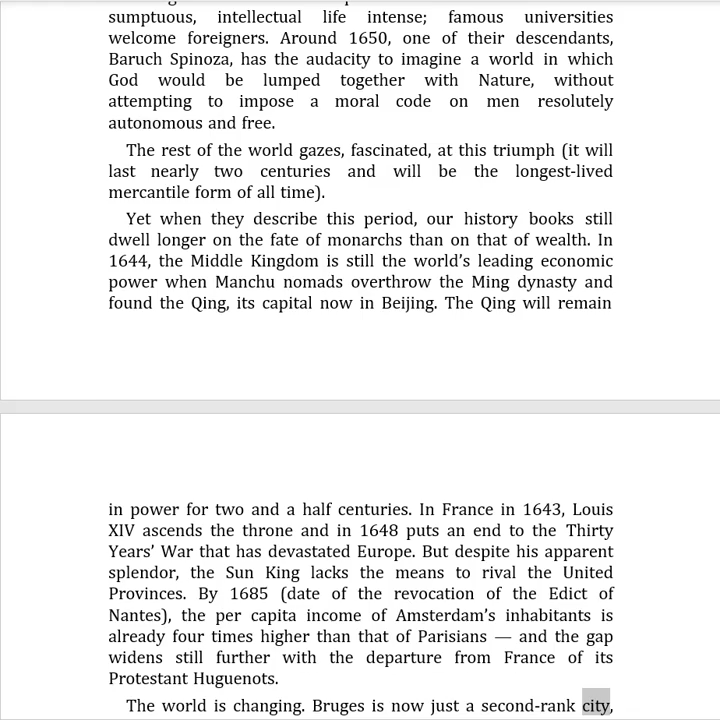 sumptuous, intellectual life intense; famous universities
welcome foreigners. Around 1650, one of their descendants,
Baruch Spinoza, has the audacity to imagine a world in which
God would be lumped together with Nature, without
attempting to impose a moral code on men resolutely
autonomous and free.
The rest of the world gazes, fascinated, at this triumph (it will
last nearly two centuries and will be the longest-lived
mercantile form of all time).
Yet when they describe this period, our history books still
dwell longer on the fate of monarchs than on that of wealth. In
1644, the Middle Kingdom is still the world’s leading economic
power when Manchu nomads overthrow the Ming dynasty and
found the Qing, its capital now in Beijing. The Qing will remain
in power for two and a half centuries. In France in 1643, Louis
XIV ascends the throne and in 1648 puts an end to the Thirty
Years’ War that has devastated Europe. But despite his apparent
splendor, the Sun King lacks the means to rival the United
Provinces. By 1685 (date of the revocation of the Edict of
Nantes), the per capita income of Amsterdam’s inhabitants is
already four times higher than that of Parisians — and the gap
widens still further with the departure from France of its
Protestant Huguenots.
The world is changing. Bruges is now just a second-rank city,